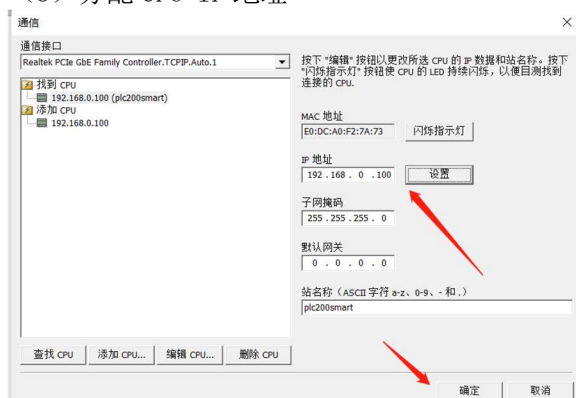 通信
通信接口
Realtek PCIe GbE Family Controller.TCPIP.Auto.1
找到 CPU
192.168.0.100 (plc200smart)
添加 CPU
192.168.0.100
按下 "编辑" 按钮以更改所选 CPU 的 IP 数据和站名称。按下
"闪烁指示灯" 按钮使 CPU 的 LED 持续闪烁，以便目测找到
连接的 CPU.
MAC 地址
E0:DC:A0:F2:7A:73
闪烁指示灯
IP 地址
192 . 168 . 0 . 100
设置
子网掩码
255 . 255 . 255 . 0
默认网关
0 . 0 . 0 . 0
站名称（ASCII 字符 a-z、0-9、- 和 .）
plc200smart
查找 CPU
添加 CPU...
编辑 CPU...
删除 CPU
确定
取消